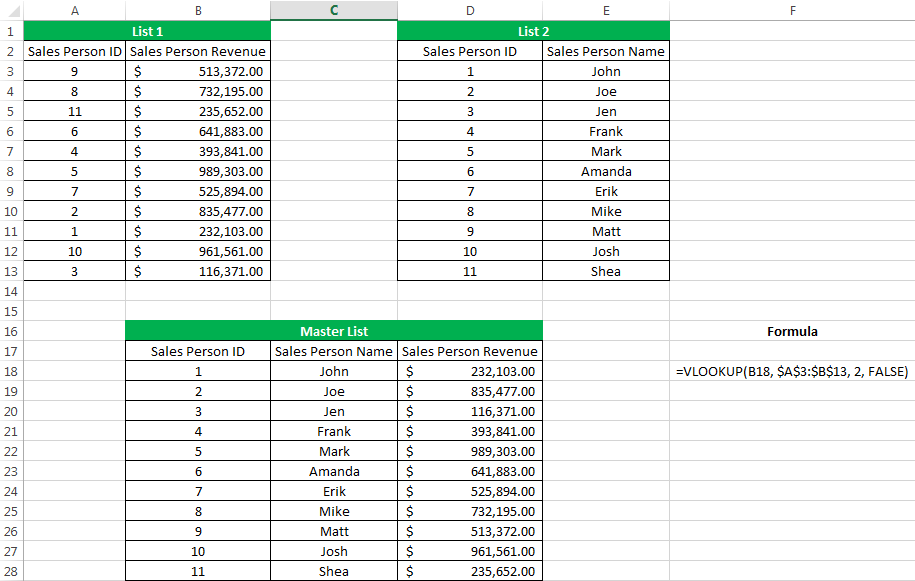 A B C D E F
1 List 1 List 2
2 Sales Person ID Sales Person Revenue Sales Person ID Sales Person Name
3 9 $ 513,372.00 1 John
4 8 $ 732,195.00 2 Joe
5 11 $ 235,652.00 3 Jen
6 6 $ 641,883.00 4 Frank
7 4 $ 393,841.00 5 Mark
8 5 $ 989,303.00 6 Amanda
9 7 $ 525,894.00 7 Erik
10 2 $ 835,477.00 8 Mike
11 1 $ 232,103.00 9 Matt
12 10 $ 961,561.00 10 Josh
13 3 $ 116,371.00 11 Shea
14
15
16 Master List Formula
17 Sales Person ID Sales Person Name Sales Person Revenue
18 1 John $ 232,103.00 =VLOOKUP(B18, $A$3:$B$13, 2, FALSE)
19 2 Joe $ 835,477.00
20 3 Jen $ 116,371.00
21 4 Frank $ 393,841.00
22 5 Mark $ 989,303.00
23 6 Amanda $ 641,883.00
24 7 Erik $ 525,894.00
25 8 Mike $ 732,195.00
26 9 Matt $ 513,372.00
27 10 Josh $ 961,561.00
28 11 Shea $ 235,652.00